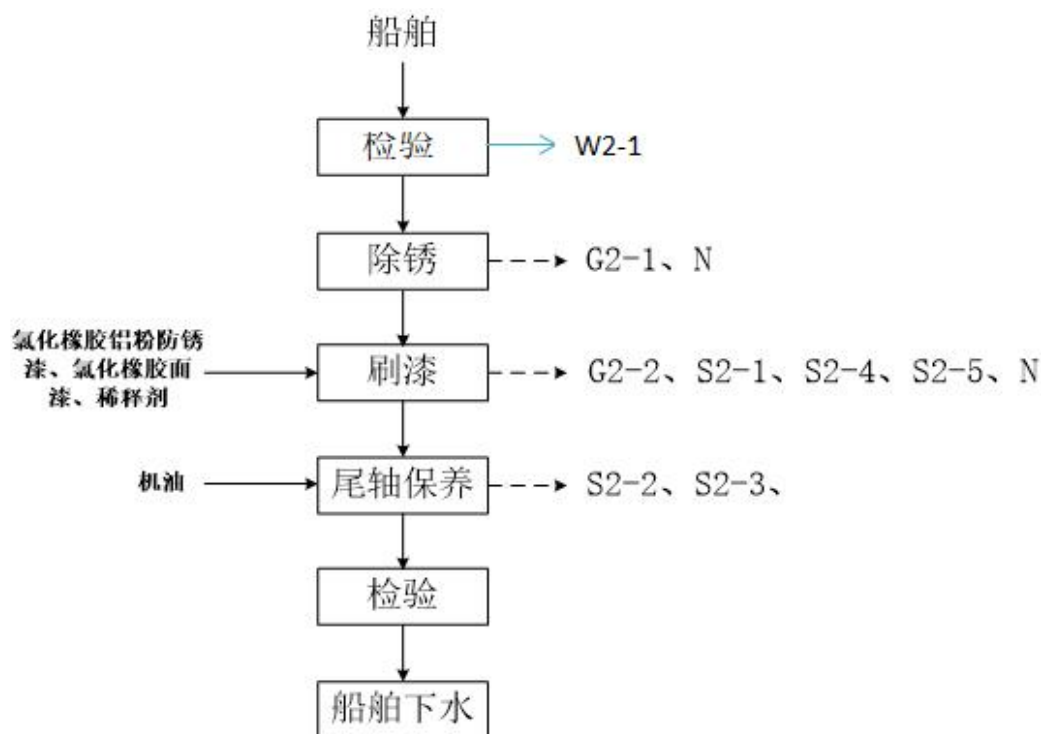 船舶
检验
W2-1
除锈
G2-1、N
氯化橡胶铝粉防锈
漆、氯化橡胶面
漆、稀释剂
刷漆
G2-2、S2-1、S2-4、S2-5、N
机油
尾轴保养
S2-2、S2-3、
检验
船舶下水